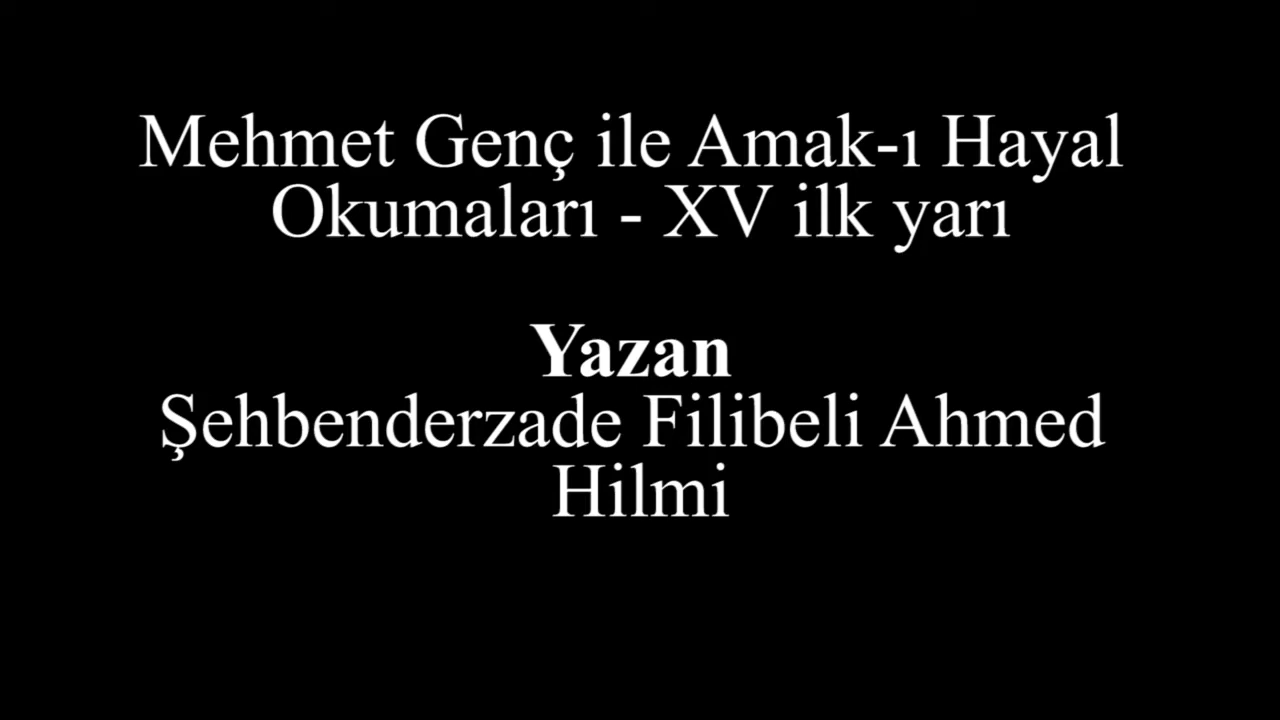 Mehmet Genç ile Amak-ı Hayal
Okumaları - XV ilk yarı
Yazan
Şehbenderzade Filibeli Ahmed
Hilmi